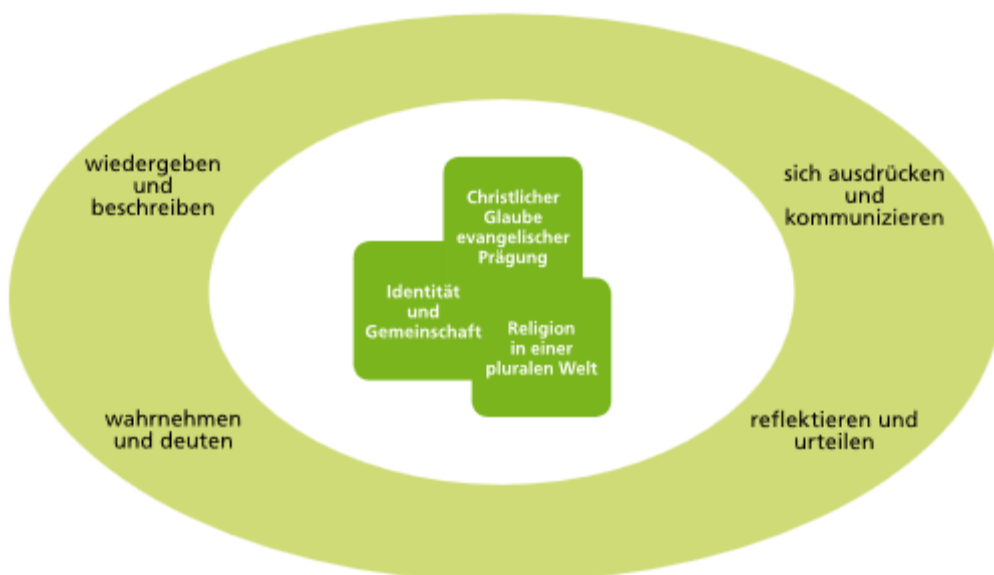 wiedergeben
und
beschreiben
sich ausdrücken
und
kommunizieren
Christlicher
Glaube
evangelischer
Prägung
Identität
und
Gemeinschaft
Religion
in einer
pluralen Welt
wahrnehmen
und deuten
reflektieren und
urteilen